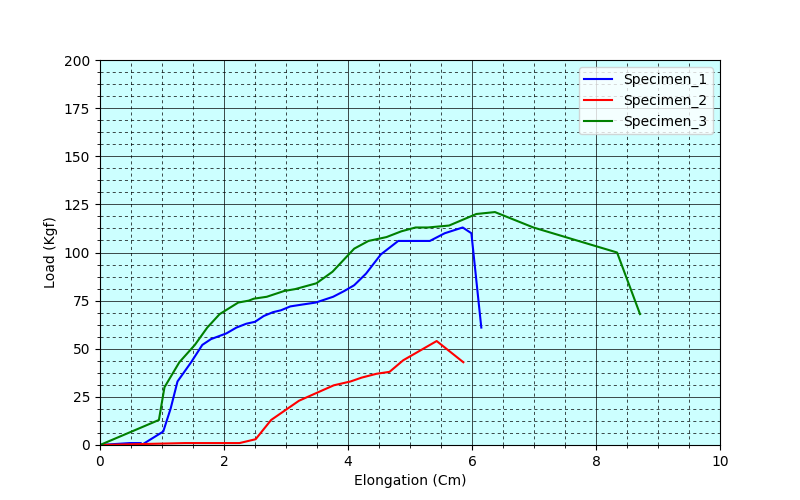 200
175
150
125
100
75
50
25
0
Load (Kgf)
0 2 4 6 8 10
Elongation (Cm)
Specimen_1
Specimen_2
Specimen_3